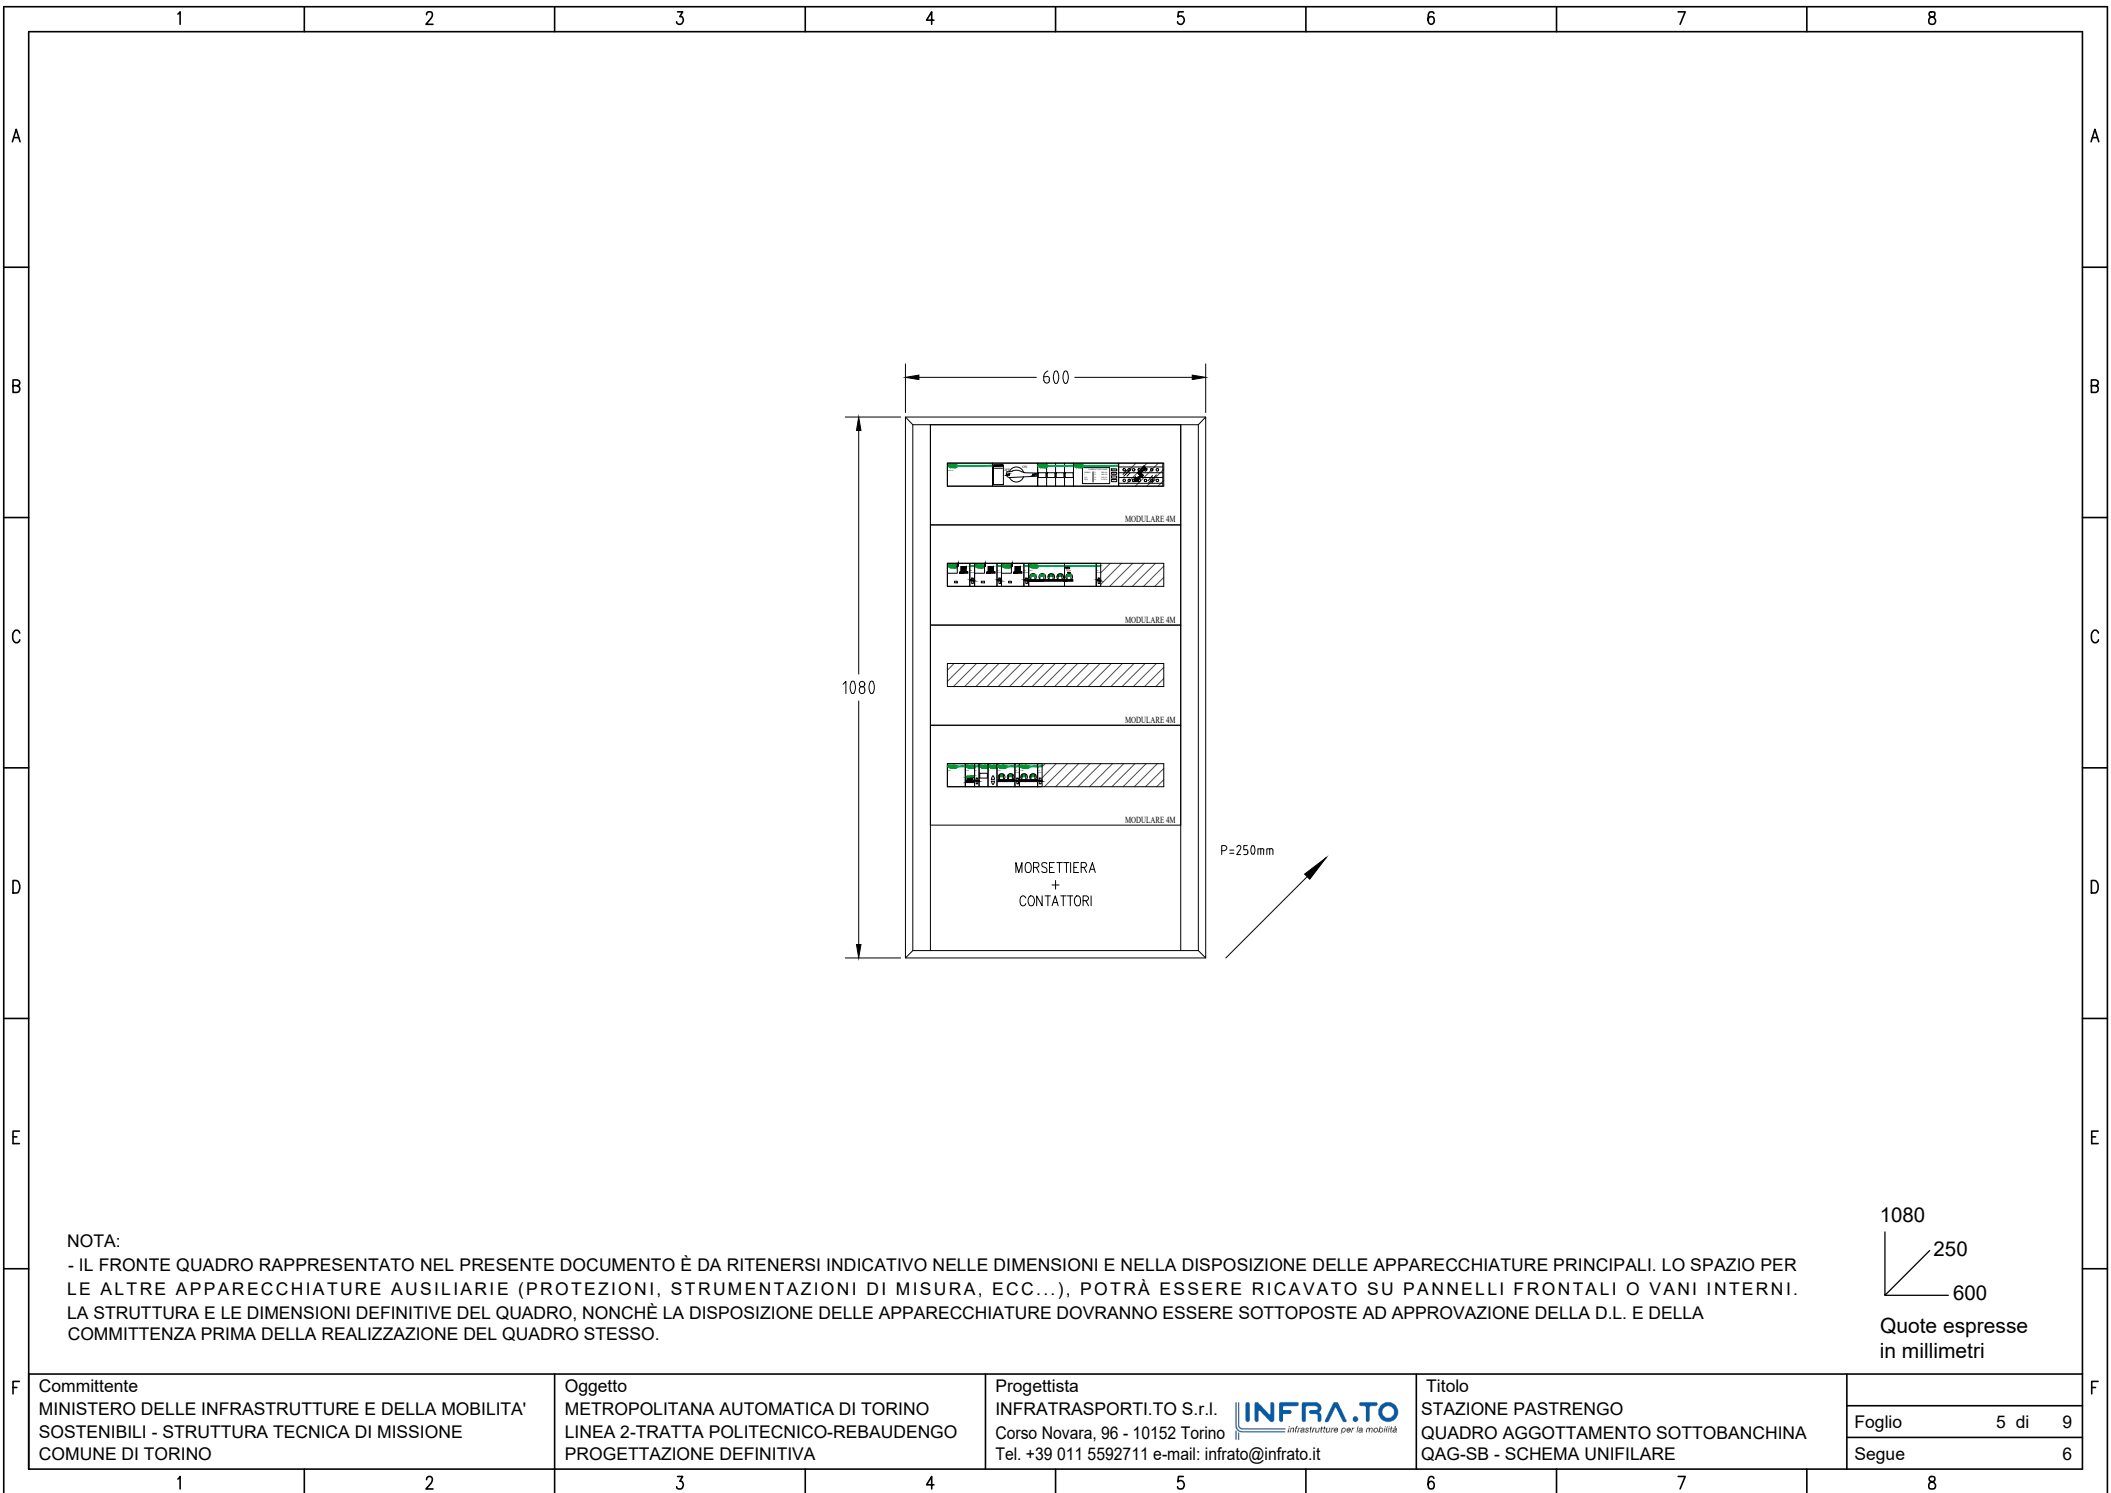 1 2 3 4 5 6 7 8
A A
B B
C C
D D
E E
F F
600
1080
MODULARE 4M
MODULARE 4M
MODULARE 4M
MODULARE 4M
MORSETTIERA
+
CONTATTORI
P=250mm
NOTA:
- IL FRONTE QUADRO RAPPRESENTATO NEL PRESENTE DOCUMENTO È DA RITENERSI INDICATIVO NELLE DIMENSIONI E NELLA DISPOSIZIONE DELLE APPARECCHIATURE PRINCIPALI. LO SPAZIO PER
LE ALTRE APPARECCHIATURE AUSILIARIE (PROTEZIONI, STRUMENTAZIONI DI MISURA, ECC...), POTRÀ ESSERE RICAVATO SU PANNELLI FRONTALI O VANI INTERNI.
LA STRUTTURA E LE DIMENSIONI DEFINITIVE DEL QUADRO, NONCHÈ LA DISPOSIZIONE DELLE APPARECCHIATURE DOVRANNO ESSERE SOTTOPOSTE AD APPROVAZIONE DELLA D.L. E DELLA
COMMITTENZA PRIMA DELLA REALIZZAZIONE DEL QUADRO STESSO.
1080
250
600
Quote espresse
in millimetri
Committente
MINISTERO DELLE INFRASTRUTTURE E DELLA MOBILITA'
SOSTENIBILI - STRUTTURA TECNICA DI MISSIONE
COMUNE DI TORINO
Oggetto
METROPOLITANA AUTOMATICA DI TORINO
LINEA 2-TRATTA POLITECNICO-REBAUDENGO
PROGETTAZIONE DEFINITIVA
Progettista
INFRATRASPORTI.TO S.r.l.
Corso Novara, 96 - 10152 Torino
Tel. +39 011 5592711 e-mail: infrato@infrato.it
INFRA.TO
infrastrutture per la mobilità
Titolo
STAZIONE PASTRENGO
QUADRO AGGOTTAMENTO SOTTOBANCHINA
QAG-SB - SCHEMA UNIFILARE
Foglio 5 di 9
Segue 6
1 2 3 4 5 6 7 8